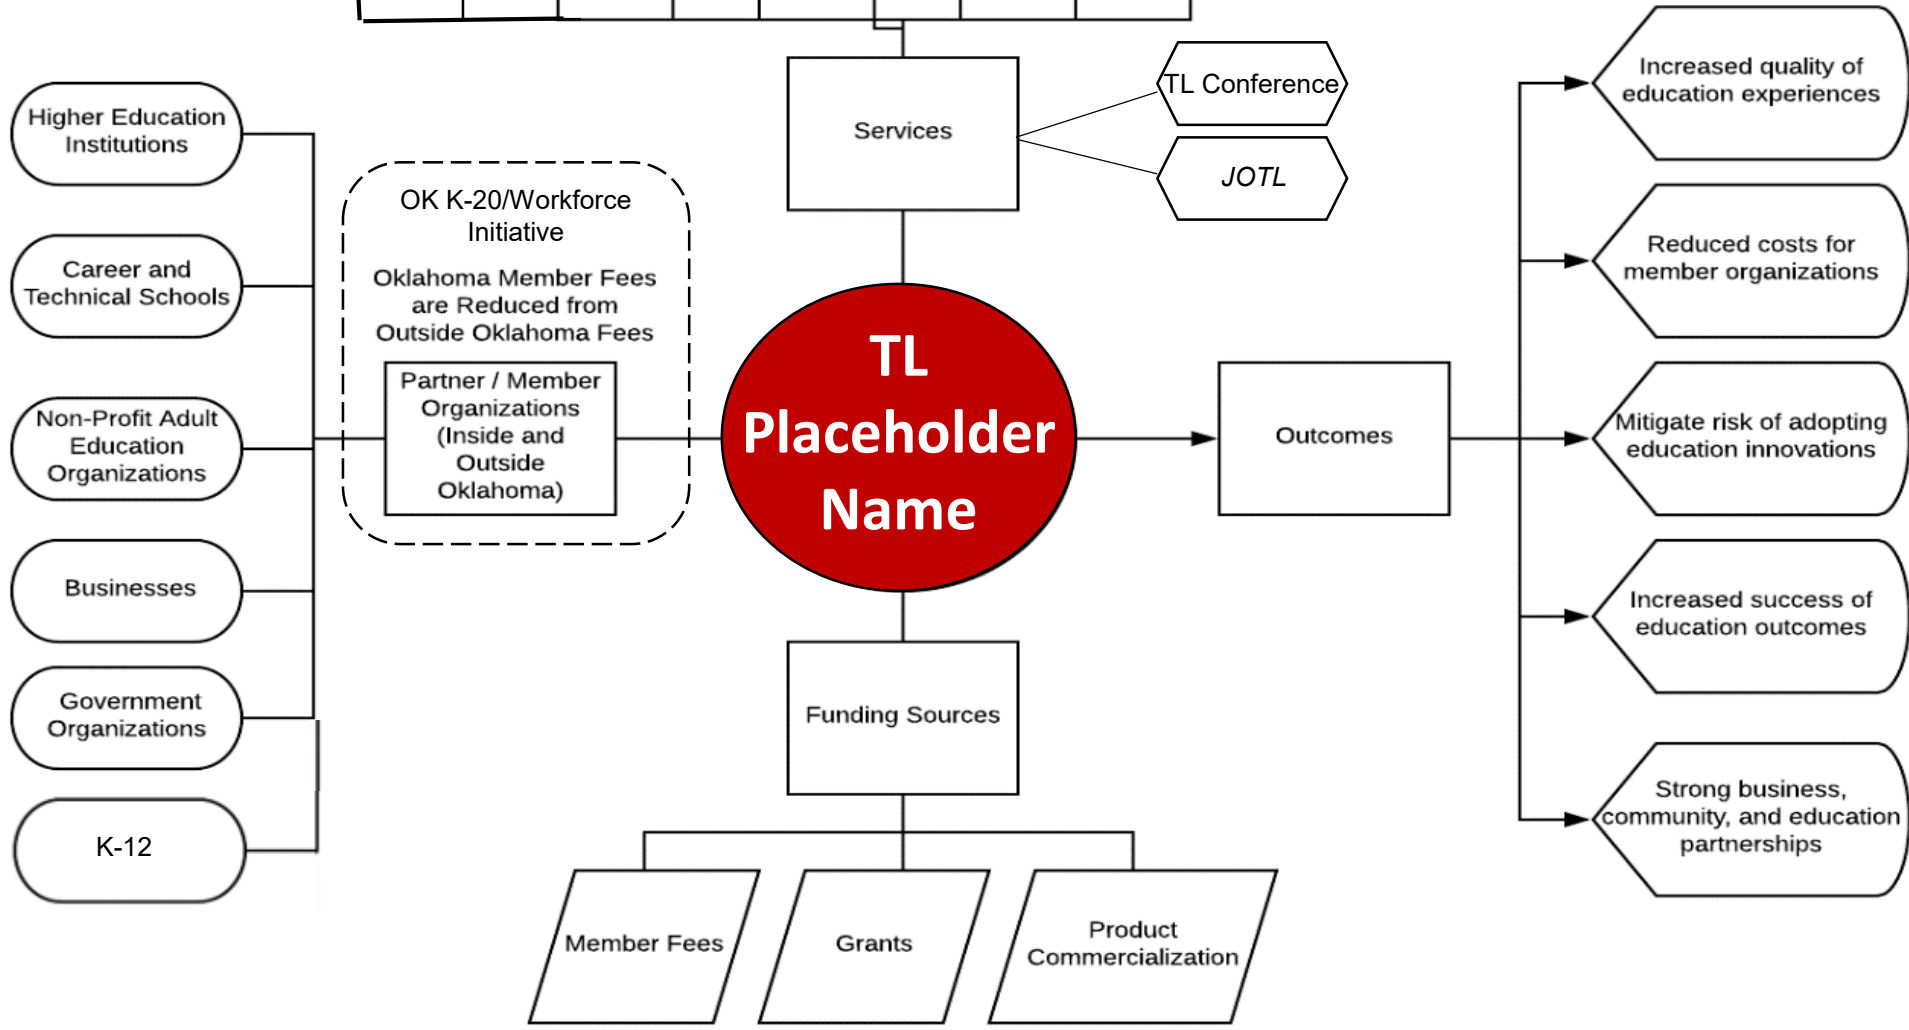 Services
TL Conference
JOTL
Higher Education
Institutions
Career and
Technical Schools
Non-Profit Adult
Education
Organizations
Businesses
Government
Organizations
K-12
OK K-20/Workforce
Initiative
Oklahoma Member Fees
are Reduced from
Outside Oklahoma Fees
Partner / Member
Organizations
(Inside and
Outside
Oklahoma)
TL
Placeholder
Name
Outcomes
Increased quality of
education experiences
Reduced costs for
member organizations
Mitigate risk of adopting
education innovations
Increased success of
education outcomes
Strong business,
community, and education
partnerships
Funding Sources
Member Fees
Grants
Product
Commercialization